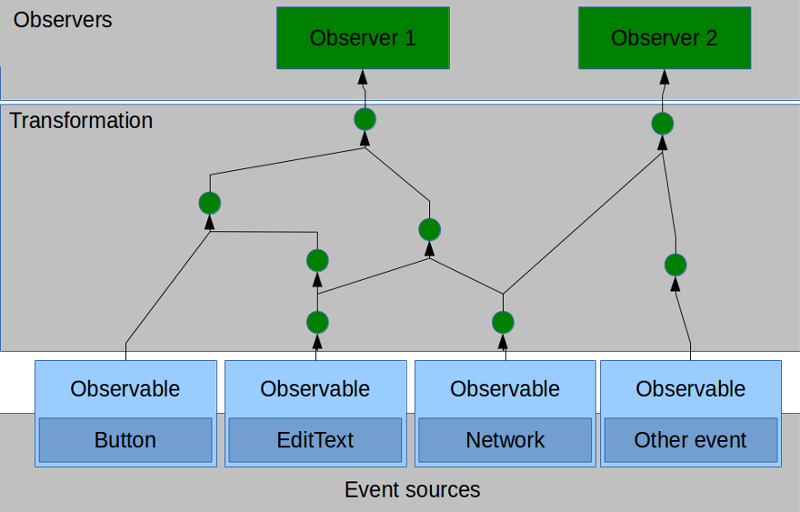 Observers
Observer 1
Observer 2
Transformation
Observable
Observable
Observable
Observable
Button
EditText
Network
Other event
Event sources